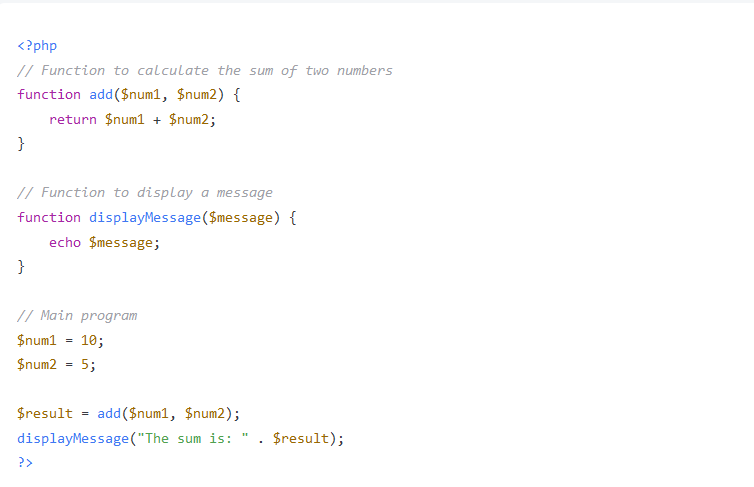 <?php
// Function to calculate the sum of two numbers
function add($num1, $num2) {
    return $num1 + $num2;
}

// Function to display a message
function displayMessage($message) {
    echo $message;
}

// Main program
$num1 = 10;
$num2 = 5;

$result = add($num1, $num2);
displayMessage("The sum is: " . $result);
?>